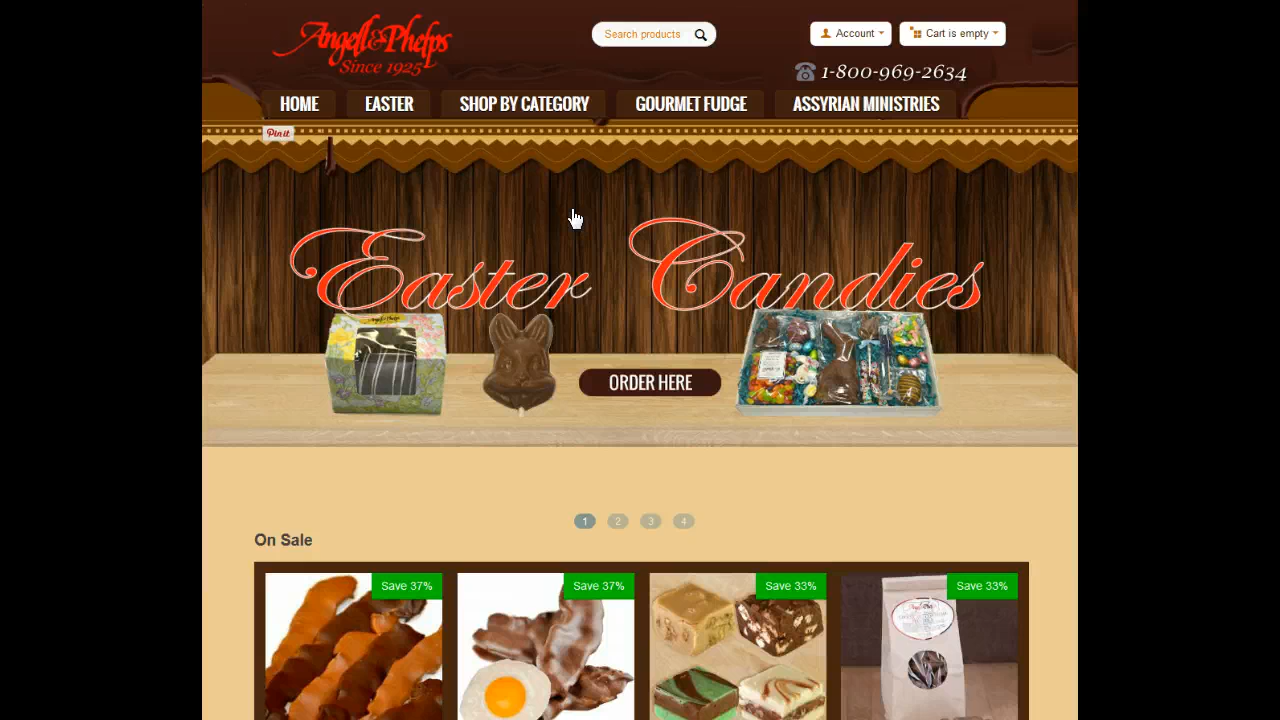 Angell & Phelps
Since 1925
Search products
Account
Cart is empty
1-800-969-2634
HOME
EASTER
SHOP BY CATEGORY
GOURMET FUDGE
ASSYRIAN MINISTRIES
Pin it
Easter Candies
Angell & Phelps
ORDER HERE
1 2 3 4
On Sale
Save 37%
Save 37%
Save 33%
Save 33%